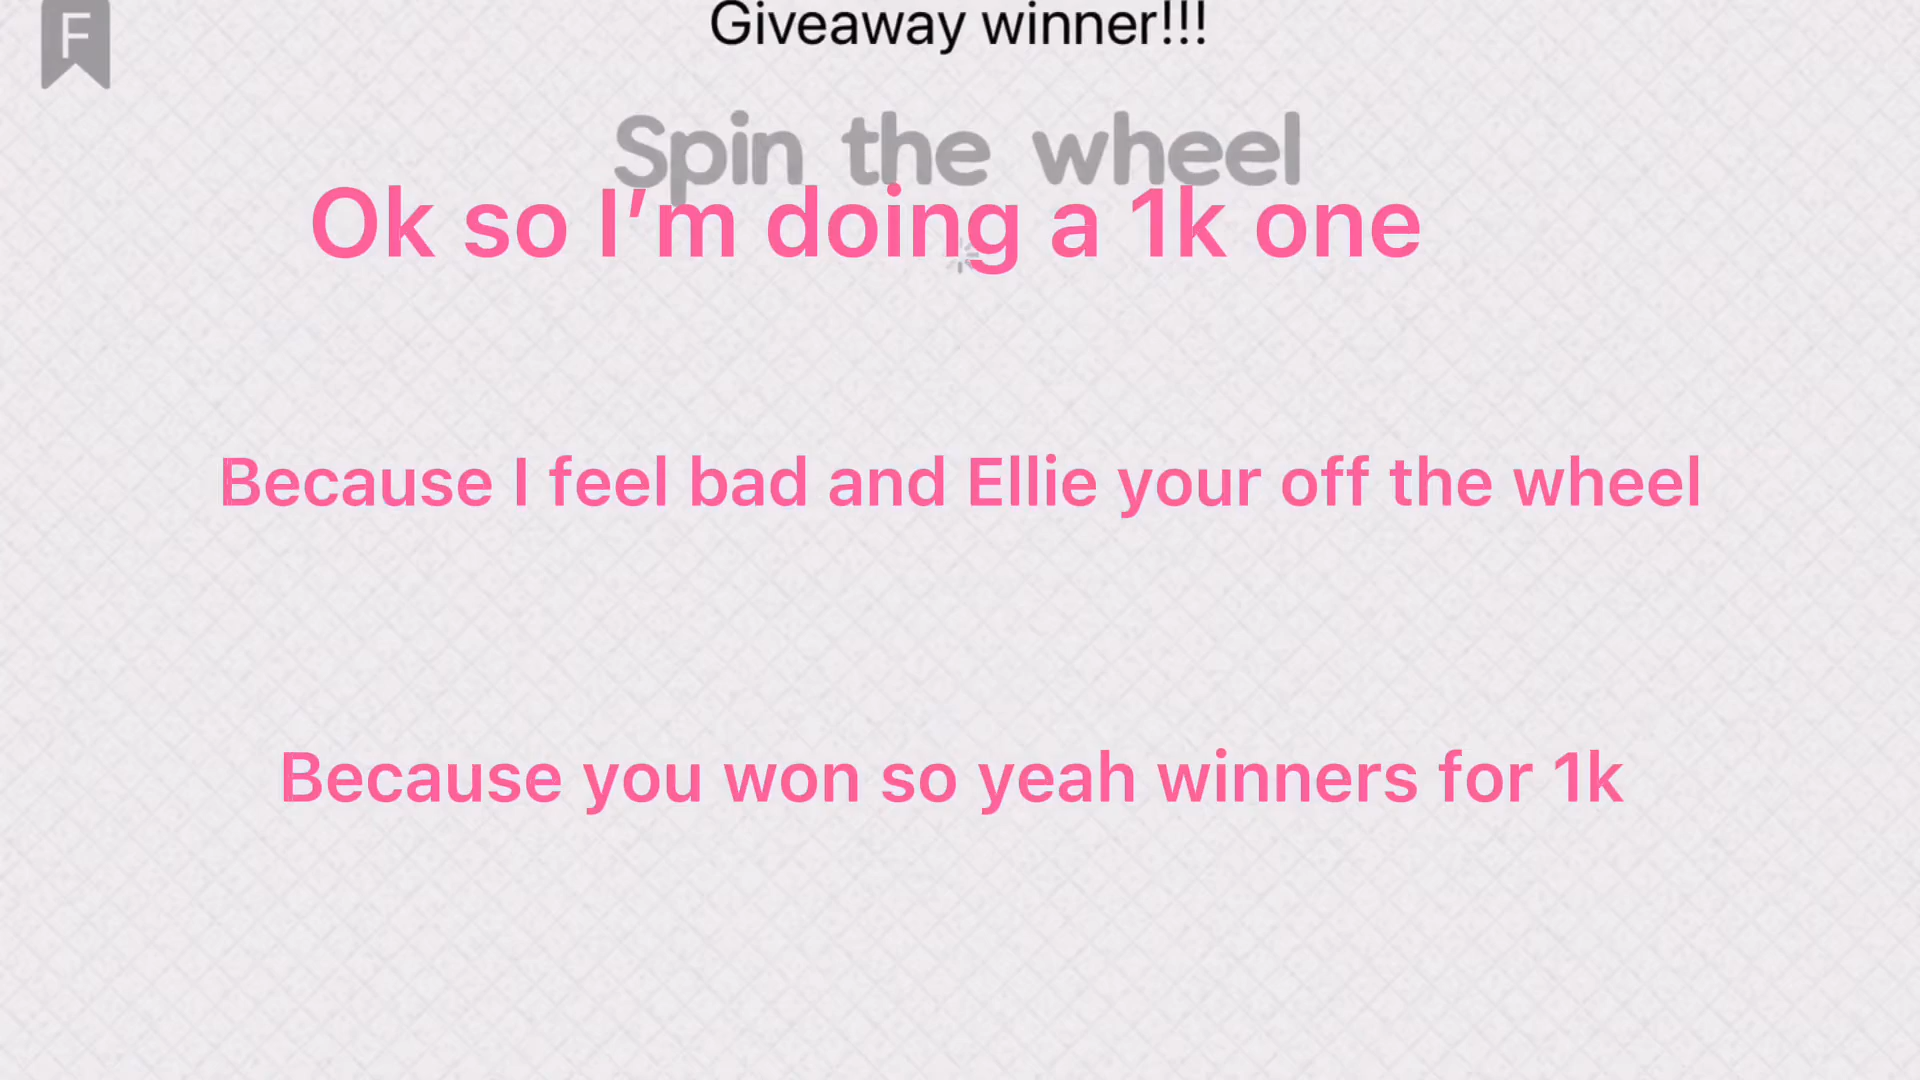 F
Giveaway winner!!!
Spin the wheel
Ok so I’m doing a 1k one
Because I feel bad and Ellie your off the wheel
Because you won so yeah winners for 1k